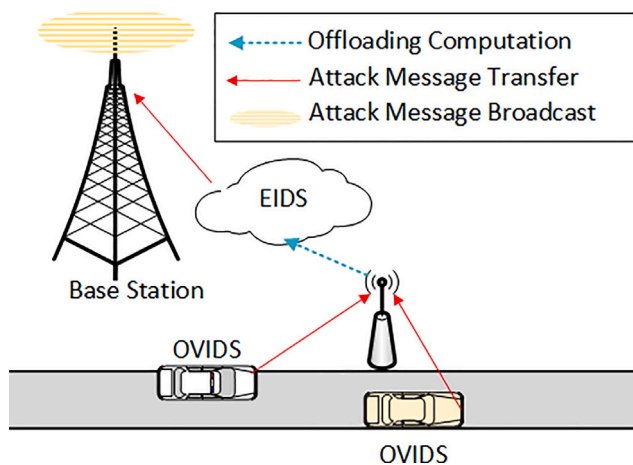 Offloading Computation
Attack Message Transfer
Attack Message Broadcast
EIDS
Base Station
OVIDS
OVIDS